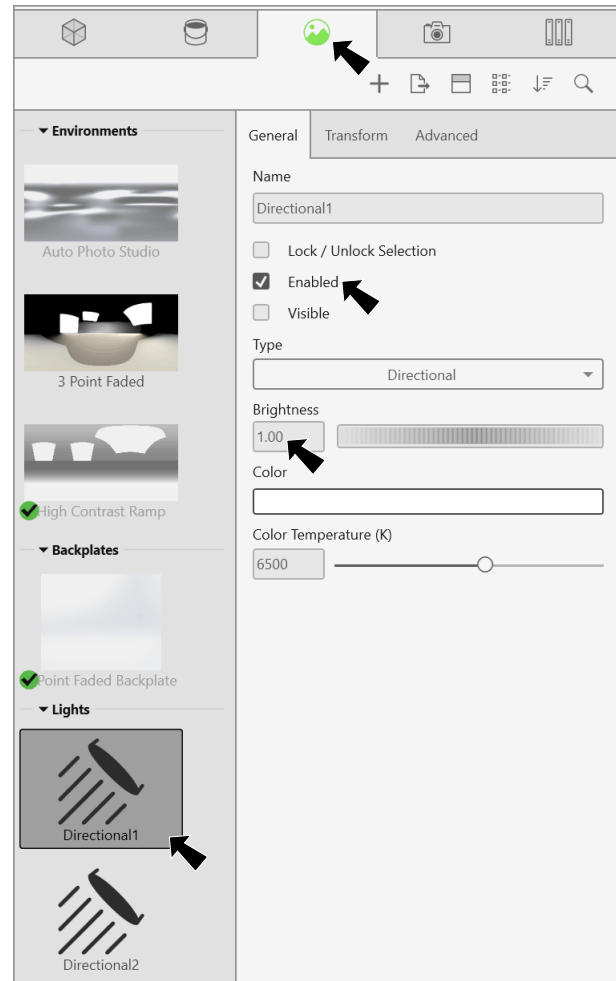 Environments
Auto Photo Studio
3 Point Faded
High Contrast Ramp
Backplates
Point Faded Backplate
Lights
Directional1
Directional2
General Transform Advanced
Name
Directional1
Lock / Unlock Selection
Enabled
Visible
Type
Directional
Brightness
1.00
Color
Color Temperature (K)
6500